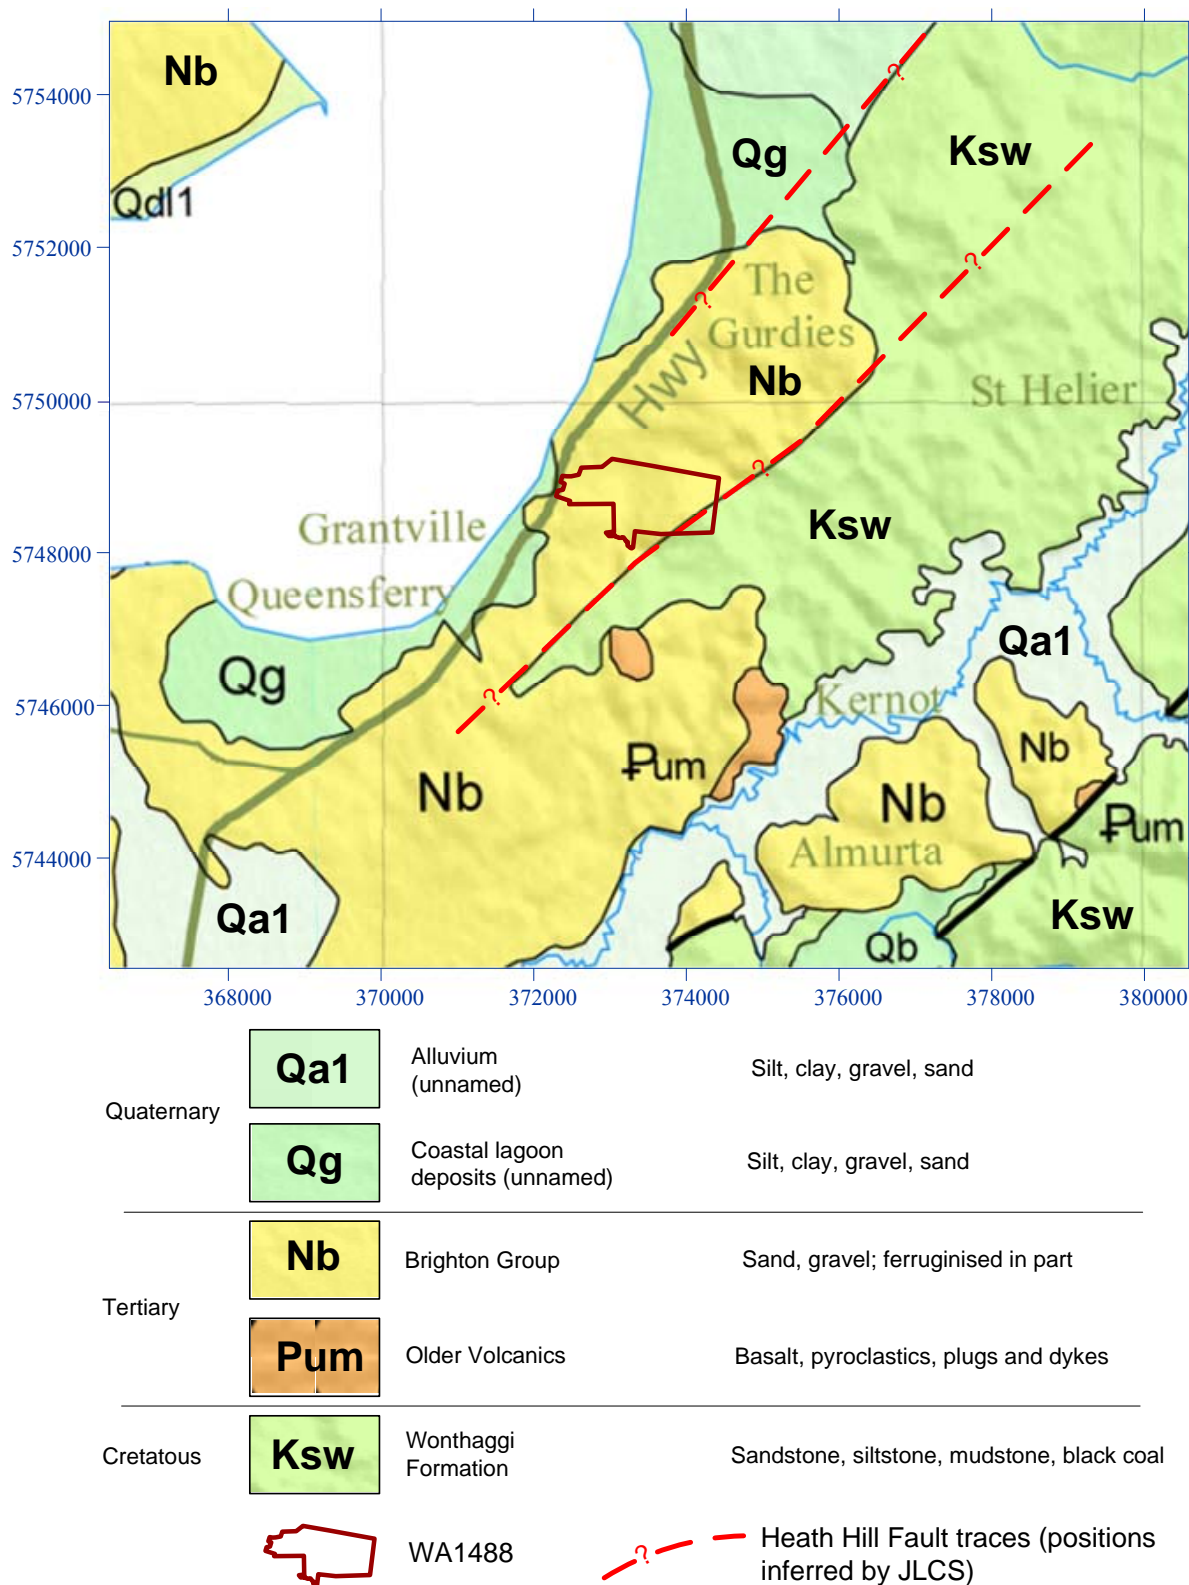 Nb
5754000
Qg
Ksw
Qdl1
5752000
The
Gurdies
Hwy
Nb
5750000
St Helier
Ksw
Grantville
5748000
Queensferry
Qa1
Qg
Kernot
5746000
Nb
Pum
Nb
Nb
Pum
Almurta
5744000
Qa1
Ksw
Qb
368000 370000 372000 374000 376000 378000 380000
Quaternary
Qa1
Alluvium
(unnamed)
Silt, clay, gravel, sand
Qg
Coastal lagoon
deposits (unnamed)
Silt, clay, gravel, sand
Tertiary
Nb
Brighton Group
Sand, gravel; ferruginised in part
Pum
Older Volcanics
Basalt, pyroclastics, plugs and dykes
Cretatous
Ksw
Wonthaggi
Formation
Sandstone, siltstone, mudstone, black coal
WA1488
?
Heath Hill Fault traces (positions
inferred by JLCS)
?
?
?
?
?